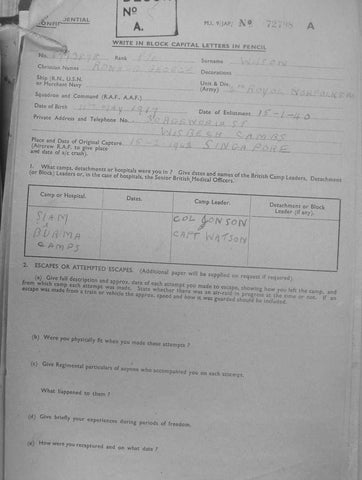 CONFIDENTIAL
BLOCK
Nº
A.
M.I. 9/JAP/ Nº 72798 A
WRITE IN BLOCK CAPITAL LETTERS IN PENCIL
No. Rank Pte Surname WILSON
Christian Names RONALD GEORGE Decorations
Ship (R.N., U.S.N. or Merchant Navy) Unit & Div. (Army) ROYAL NORFOLKS
Squadron and Command (R.A.F., A.A.F.)
Date of Birth MAY Date of Enlistment 15-1-40
Private Address and Telephone No. ST
WISBECH CAMBS
Place and Date of Original Capture 15-2-1942 SINGAPORE
(Aircrew R.A.F. to give place
and date of a/c crash).
1. What camps, detachments or hospitals were you in ? Give dates and names of the British Camp Leaders, Detachment
(or Block) Leaders or, in the case of hospitals, the Senior British Medical Officers.
Camp or Hospital. Dates. Camp Leader. Detachment or Block Leader (if any).
SIAM COL JONSON
BURMA CAPT WATSON
CAMPS
2. ESCAPES OR ATTEMPTED ESCAPES. (Additional paper will be supplied on request if required).
(a) Give full description and approx. date of each attempt you made to escape, showing how you left the camp, and
from which camp each attempt was made. State whether there was an air-raid in progress at the time or not. If an
escape was made from a train or vehicle the approx. speed and how it was guarded should be included.
(b) Were you physically fit when you made these attempts ?
(c) Give Regimental particulars of anyone who accompanied you on each attempt.
What happened to them ?
(d) Give briefly your experiences during periods of freedom.
(e) How were you recaptured and on what date ?